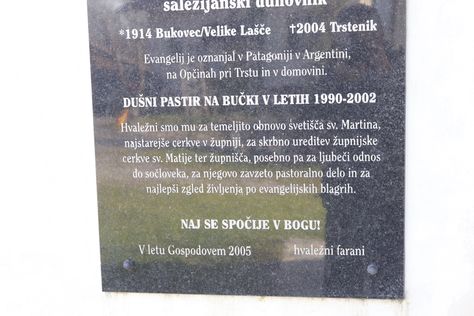 salezijanski duhovnik
*1914 Bukovec/Velike Lašče †2004 Trstenik
Evangelij je oznanjal v Patagoniji v Argentini,
na Opčinah pri Trstu in v domovini.
DUŠNI PASTIR NA BUČKI V LETIH 1990-2002
Hvaležni smo mu za temeljito obnovo svetišča sv. Martina,
najstarejše cerkve v župniji, za skrbno ureditev župnijske
cerkve sv. Matije ter župnišča, posebno pa za ljubeči odnos
do sočloveka, za njegovo zavzeto pastoralno delo in za
najlepši zgled življenja po evangelijskih blagrih.
NAJ SE SPOČIJE V BOGU!
V letu Gospodovem 2005 hvaležni farani